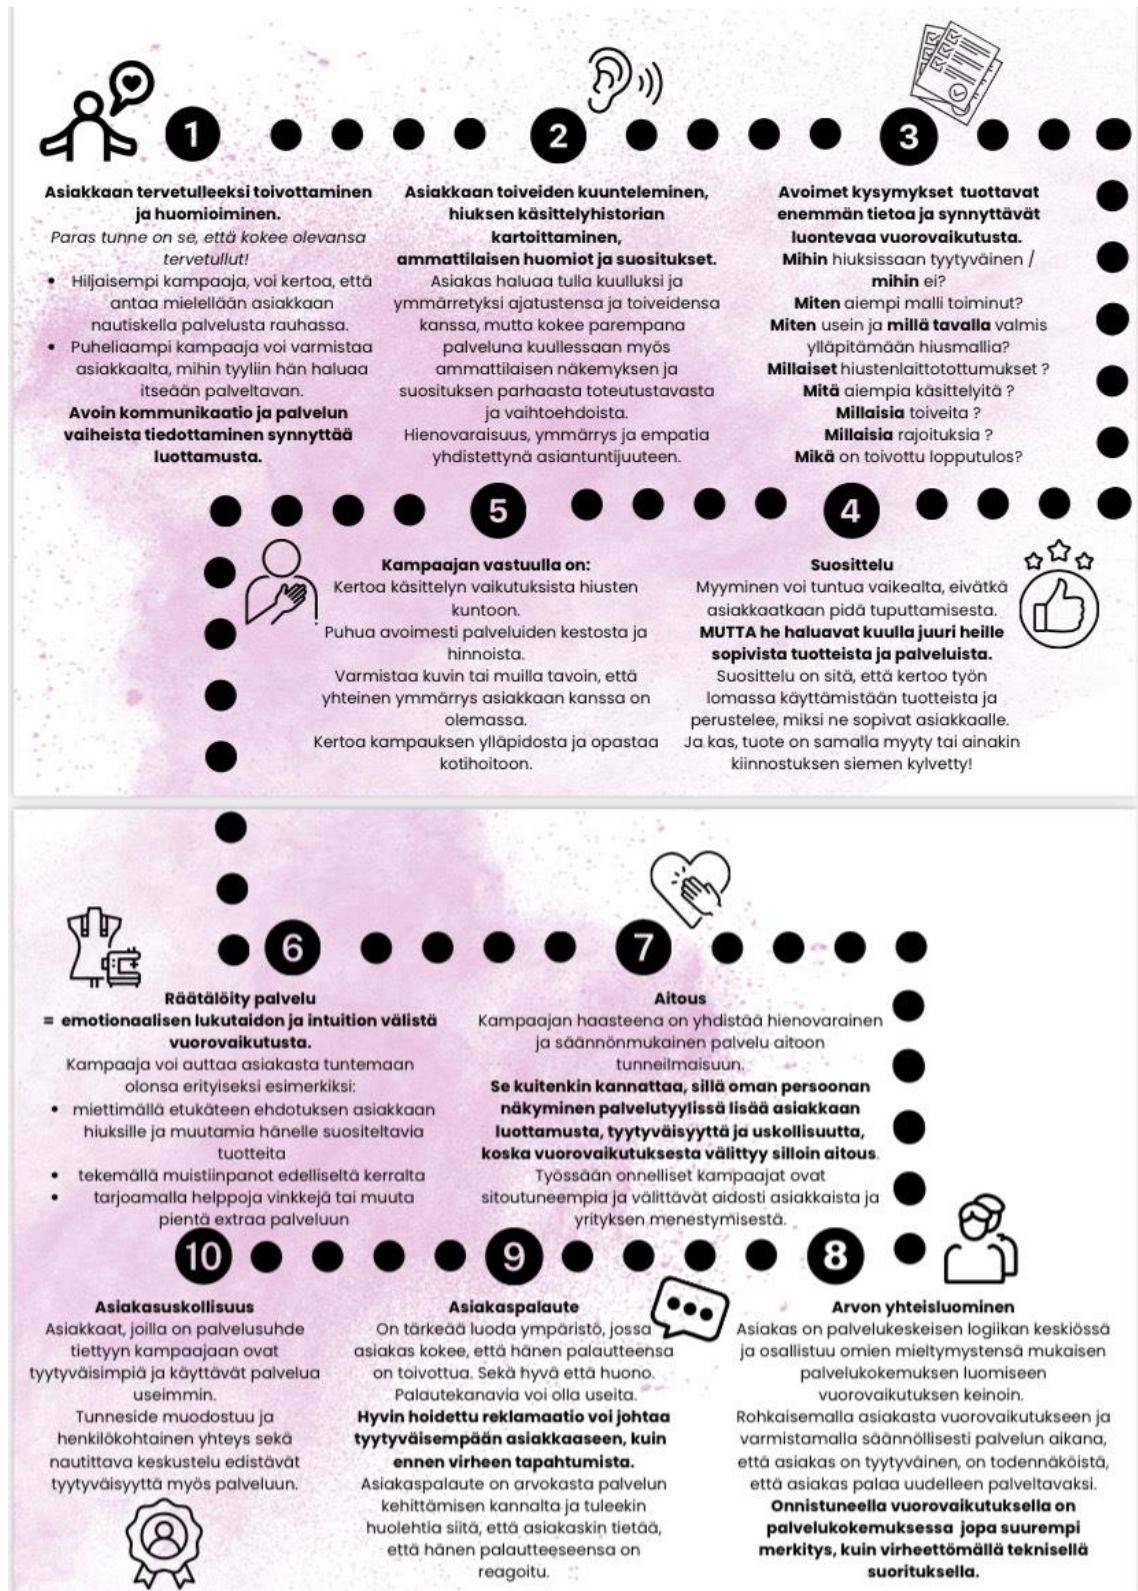 1
Asiakkaan tervetulleeksi toivottaminen
ja huomioiminen.
Paras tunne on se, että kokee olevansa
tervetullut!
• Hiljaisempi kampaaja, voi kertoa, että
antaa mielellään asiakkaan
nautiskella palvelusta rauhassa.
• Puheliaampi kampaaja voi varmistaa
asiakkaalta, mihin tyyliin hän haluaa
itseään palveltavan.
Avoin kommunikaatio ja palvelun
vaiheista tiedottaminen synnyttää
luottamusta.
2
Asiakkaan toiveiden kuunteleminen,
hiuksen käsittelyhistorian
kartoittaminen,
ammattilaisen huomiot ja suositukset.
Asiakas haluaa tulla kuulluksi ja
ymmärretyksi ajatustensa ja toiveidensa
kanssa, mutta kokee parempana
palveluna kuullessaan myös
ammattilaisen näkemyksen ja
suosituksen parhaasta toteutustavasta
ja vaihtoehdoista.
Hienovaraisuus, ymmärrys ja empatia
yhdistettynä asiantuntijuuteen.
3
Avoimet kysymykset tuottavat
enemmän tietoa ja synnyttävät
luontevaa vuorovaikutusta.
Mihin hiuksissaan tyytyväinen /
mihin ei?
Miten aiempi malli toiminut?
Miten usein ja millä tavalla valmis
ylläpitämään hiusmallia?
Millaiset hiustenlaittotottumukset ?
Mitä aiempia käsittelyitä ?
Millaisia toiveita ?
Millaisia rajoituksia ?
Mikä on toivottu lopputulos?
4
Suosittelu
Myyminen voi tuntua vaikealta, eivätkä
asiakkaatkaan pidä tuputtamisesta.
MUTTA he haluavat kuulla juuri heille
sopivista tuotteista ja palveluista.
Suosittelu on sitä, että kertoo työn
lomassa käyttämistään tuotteista ja
perustelee, miksi ne sopivat asiakkaalle.
Ja kas, tuote on samalla myyty tai ainakin
kiinnostuksen siemen kylvetty!
5
Kampaajan vastuulla on:
Kertoa käsittelyn vaikutuksista hiusten
kuntoon.
Puhua avoimesti palveluiden kestosta ja
hinnoista.
Varmistaa kuvin tai muilla tavoin, että
yhteinen ymmärrys asiakkaan kanssa on
olemassa.
Kertoa kampauksen ylläpidosta ja opastaa
kotihoitoon.
6
Räätälöity palvelu
= emotionaalisen lukutaidon ja intuition välistä
vuorovaikutusta.
Kampaaja voi auttaa asiakasta tuntemaan
olonsa erityiseksi esimerkiksi:
• miettimällä etukäteen ehdotuksen asiakkaan
hiuksille ja muutamia hänelle suositeltavia
tuotteita
• tekemällä muistiinpanot edelliseltä kerralta
• tarjoamalla helppoja vinkkejä tai muuta
pientä extraa palveluun
7
Aitous
Kampaajan haasteena on yhdistää hienovarainen
ja säännönmukainen palvelu aitoon
tunneilmaisuun.
Se kuitenkin kannattaa, sillä oman persoonan
näkyminen palvelutyylissä lisää asiakkaan
luottamusta, tyytyväisyyttä ja uskollisuutta,
koska vuorovaikutuksesta välittyy silloin aitous.
Työssään onnelliset kampaajat ovat
sitoutuneempia ja välittävät aidosti asiakkaista ja
yrityksen menestymisestä.
8
Arvon yhteisluominen
Asiakas on palvelukeskeisen logiikan keskiössä
ja osallistuu omien mieltymystensä mukaisen
palvelukokemuksen luomiseen
vuorovaikutuksen keinoin.
Rohkaisemalla asiakasta vuorovaikutukseen ja
varmistamalla säännöllisesti palvelun aikana,
että asiakas on tyytyväinen, on todennäköistä,
että asiakas palaa uudelleen palveltavaksi.
Onnistuneella vuorovaikutuksella on
palvelukokemuksessa jopa suurempi
merkitys, kuin virheettömällä teknisellä
suorituksella.
9
Asiakaspalaute
On tärkeää luoda ympäristö, jossa
asiakas kokee, että hänen palautteensa
on toivottua. Sekä hyvä että huono.
Palautekanavia voi olla useita.
Hyvin hoidettu reklamaatio voi johtaa
tyytyväisempään asiakkaaseen, kuin
ennen virheen tapahtumista.
Asiakaspalaute on arvokasta palvelun
kehittämisen kannalta ja tuleekin
huolehtia siitä, että asiakaskin tietää,
että hänen palautteeseensa on
reagoitu.
10
Asiakasuskollisuus
Asiakkaat, joilla on palvelusuhde
tiettyyn kampaajaan ovat
tyytyväisimpiä ja käyttävät palvelua
useimmin.
Tunneside muodostuu ja
henkilökohtainen yhteys sekä
nautittava keskustelu edistävät
tyytyväisyyttä myös palveluun.